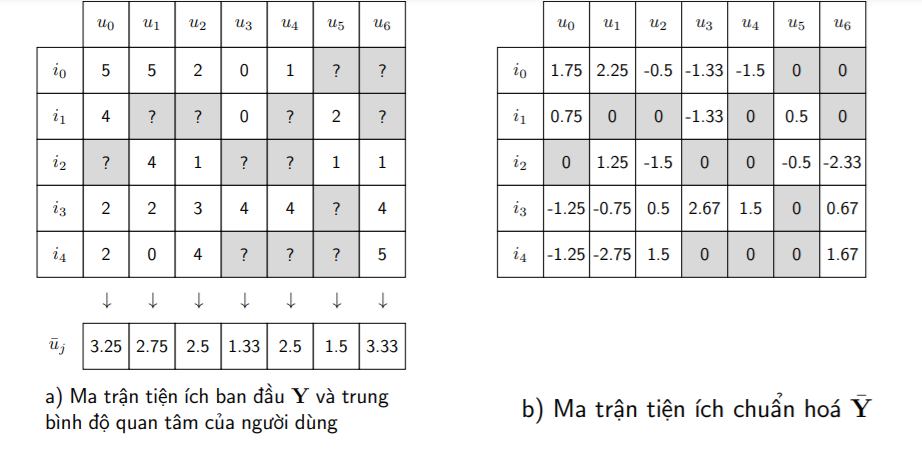 u₀ u₁ u₂ u₃ u₄ u₅ u₆
i₀ 5 5 2 0 1 ? ?
i₁ 4 ? ? 0 ? 2 ?
i₂ ? 4 1 ? ? 1 1
i₃ 2 2 3 4 4 ? 4
i₄ 2 0 4 ? ? ? 5
↓ ↓ ↓ ↓ ↓ ↓ ↓
ūⱼ 3.25 2.75 2.5 1.33 2.5 1.5 3.33
a) Ma trận tiện ích ban đầu Y và trung
bình độ quan tâm của người dùng
u₀ u₁ u₂ u₃ u₄ u₅ u₆
i₀ 1.75 2.25 -0.5 -1.33 -1.5 0 0
i₁ 0.75 0 0 -1.33 0 0.5 0
i₂ 0 1.25 -1.5 0 0 -0.5 -2.33
i₃ -1.25 -0.75 0.5 2.67 1.5 0 0.67
i₄ -1.25 -2.75 1.5 0 0 0 1.67
b) Ma trận tiện ích chuẩn hoá Ȳ